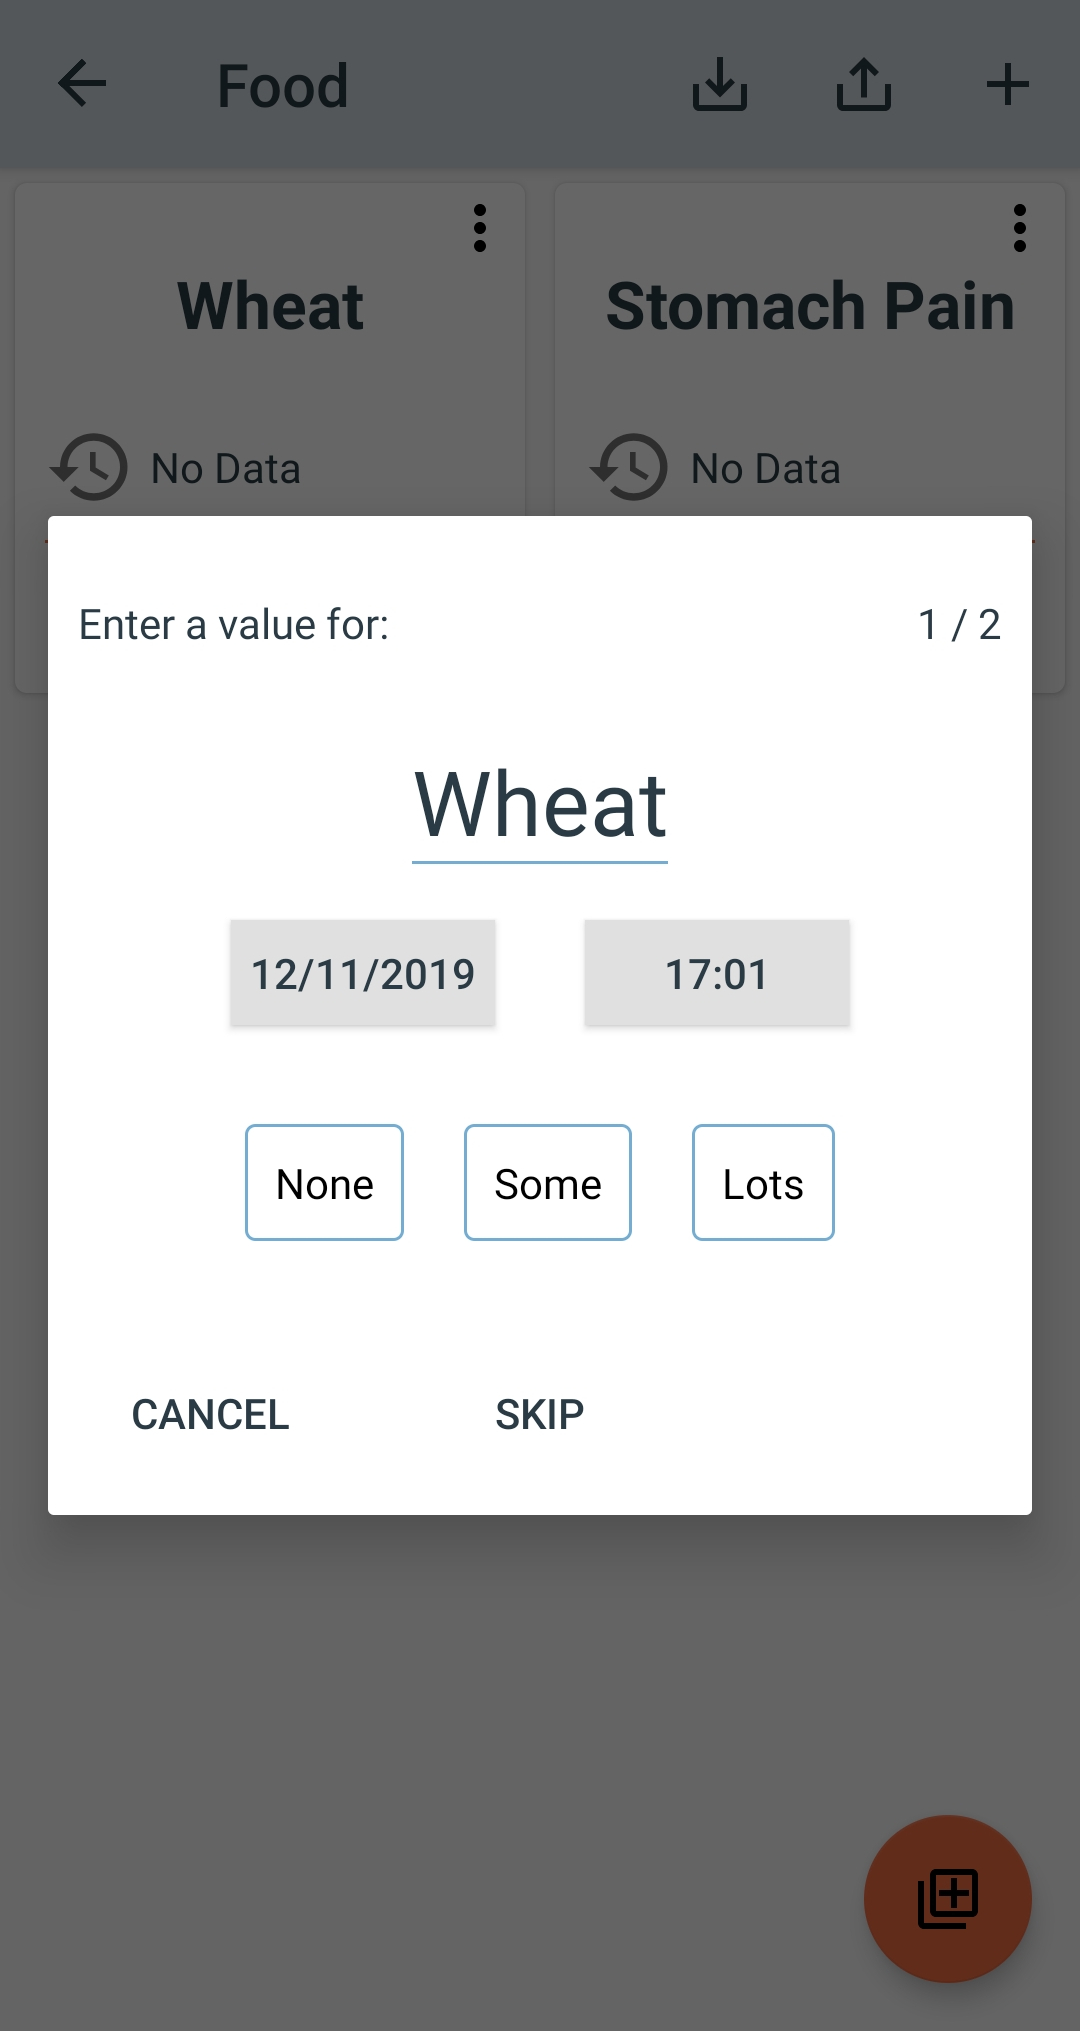 Food
Wheat
Stomach Pain
No Data
No Data
Enter a value for:
1 / 2
Wheat
12/11/2019
17:01
None
Some
Lots
CANCEL
SKIP